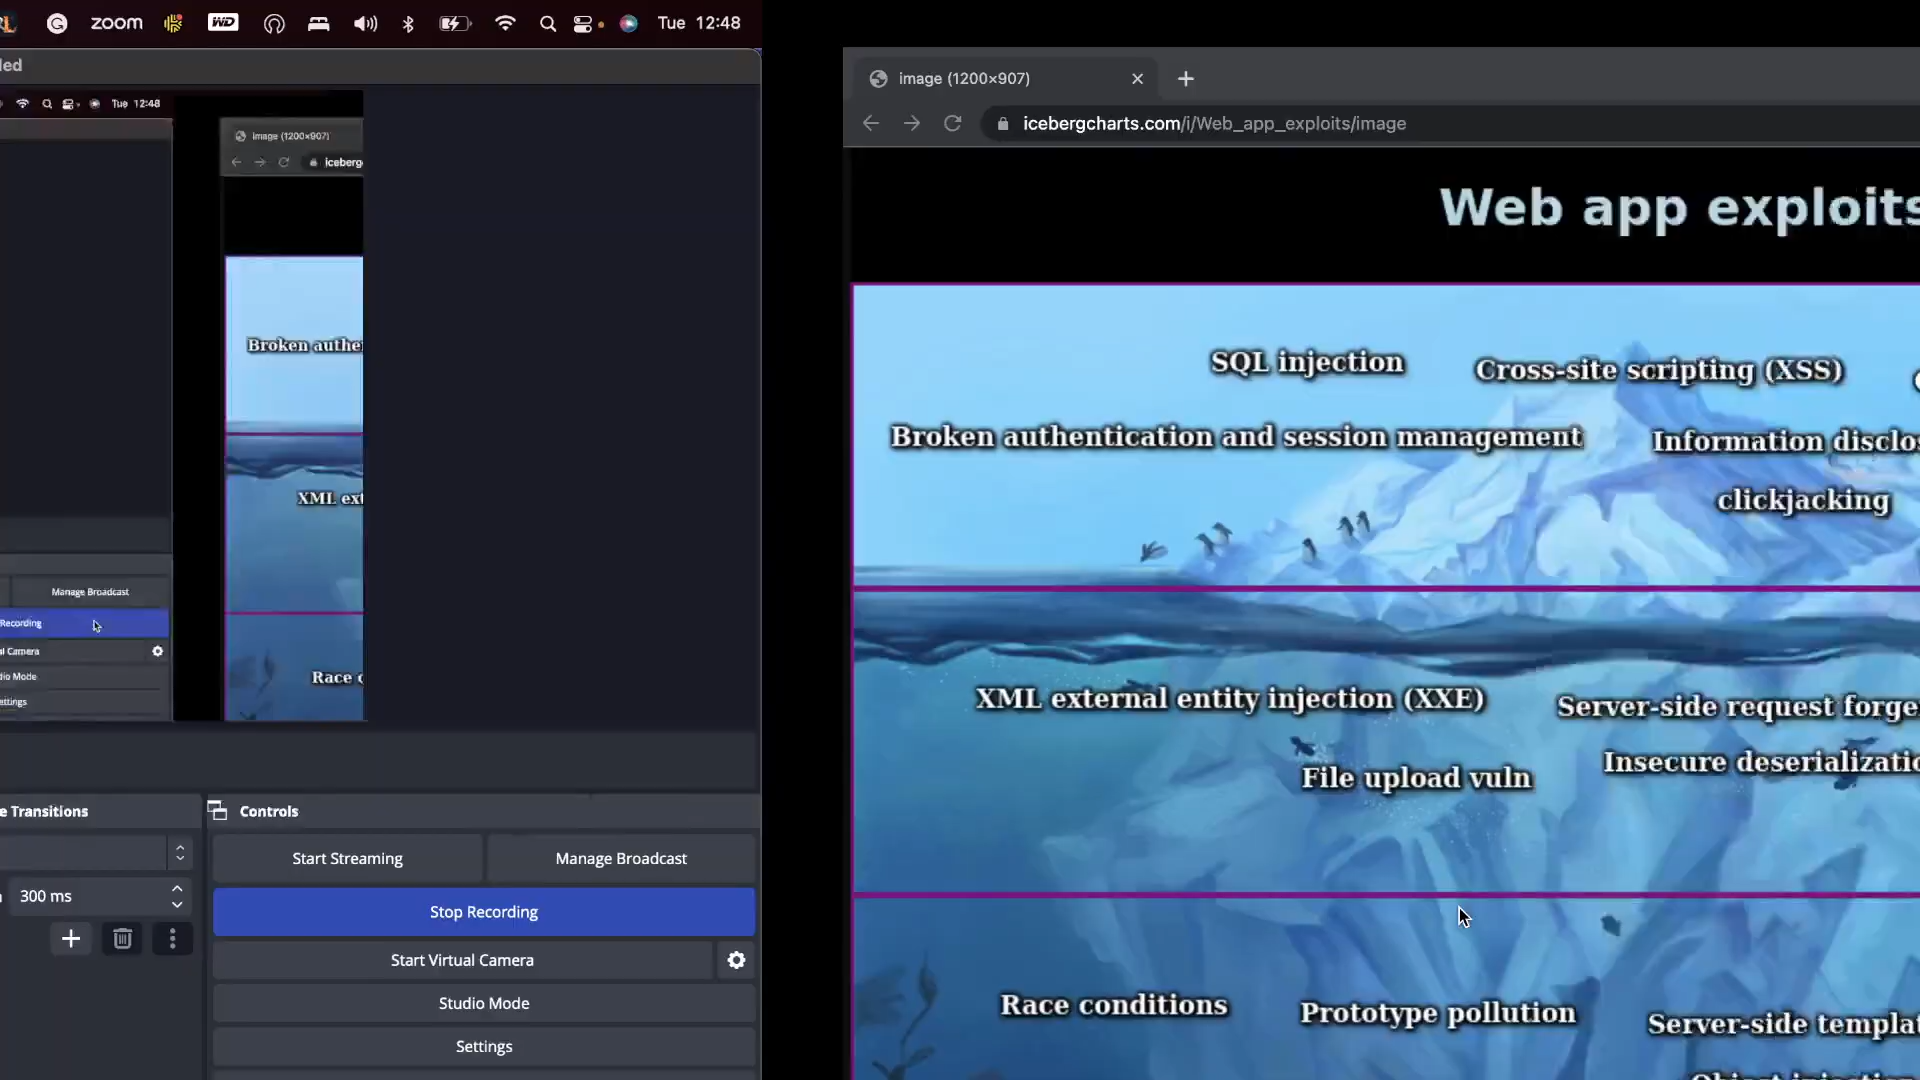 zoom
WD
Tue 12:48
Tue 12:48
image (1200×907)
iceberg
Broken authe
XML ext
Race c
Manage Broadcast
Recording
Camera
Mode
image (1200×907)
icebergcharts.com/i/Web_app_exploits/image
Web app exploits
SQL injection
Cross-site scripting (XSS)
Broken authentication and session management
Information disclos
clickjacking
XML external entity injection (XXE)
Server-side request forge
Insecure deserializatio
File upload vuln
Race conditions
Prototype pollution
Server-side templat
Object injection
e Transitions
300 ms
Controls
Start Streaming
Manage Broadcast
Stop Recording
Start Virtual Camera
Studio Mode
Settings